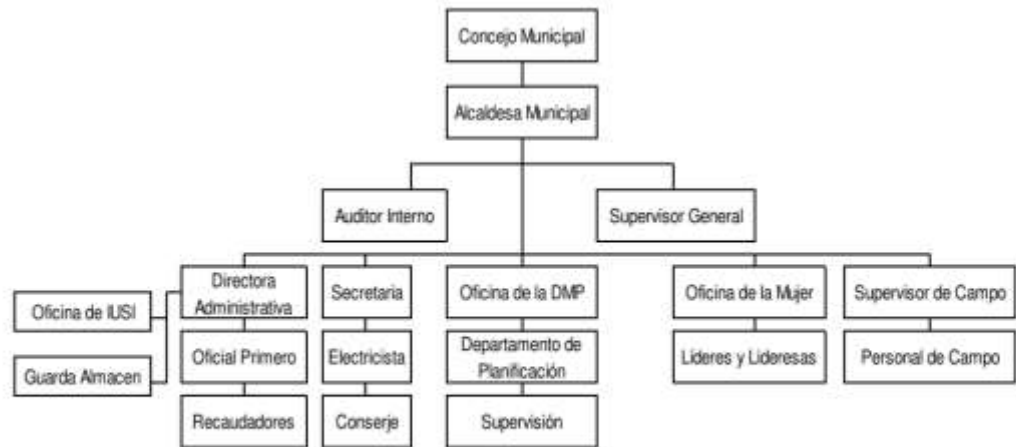 Concejo Municipal
Alcaldesa Municipal
Auditor Interno
Supervisor General
Directora
Administrativa
Secretaria
Oficina de la DMP
Oficina de la Mujer
Supervisor de Campo
Oficina de IUSI
Oficial Primero
Electricista
Departamento de
Planificación
Líderes y Lideresas
Personal de Campo
Guarda Almacen
Recaudadores
Conserje
Supervisión